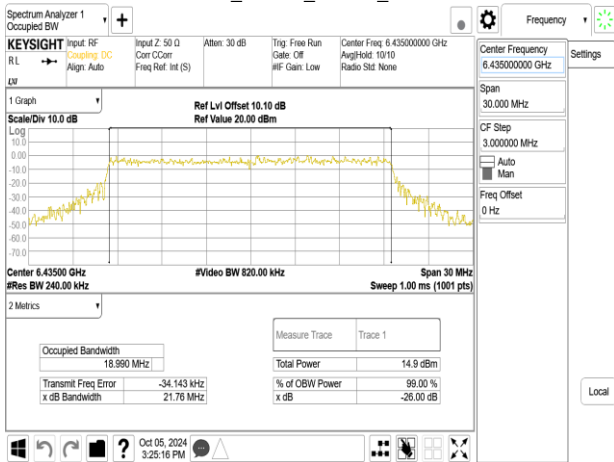 Spectrum Analyzer 1
Occupied BW
+
Frequency
KEYSIGHT
RL
LXI
Input: RF
Coupling: DC
Align: Auto
Input Z: 50 Ω
Corr CCorr
Freq Ref: Int (S)
Atten: 30 dB
Trig: Free Run
Gate: Off
#IF Gain: Low
Center Freq: 6.435000000 GHz
Avg|Hold: 10/10
Radio Std: None
Center Frequency
6.435000000 GHz
Settings
Span
30.000 MHz
CF Step
3.000000 MHz
Auto
Man
Freq Offset
0 Hz
Local
1 Graph
Scale/Div 10.0 dB
Ref Lvl Offset 10.10 dB
Ref Value 20.00 dBm
Log
10.0
0.00
-10.0
-20.0
-30.0
-40.0
-50.0
-60.0
-70.0
Center 6.43500 GHz
#Res BW 240.00 kHz
#Video BW 820.00 kHz
Span 30 MHz
Sweep 1.00 ms (1001 pts)
2 Metrics
Measure Trace Trace 1
Occupied Bandwidth
18.990 MHz
Total Power 14.9 dBm
Transmit Freq Error -34.143 kHz
% of OBW Power 99.00 %
x dB Bandwidth 21.76 MHz
x dB -26.00 dB
?
Oct 05, 2024
3:25:16 PM